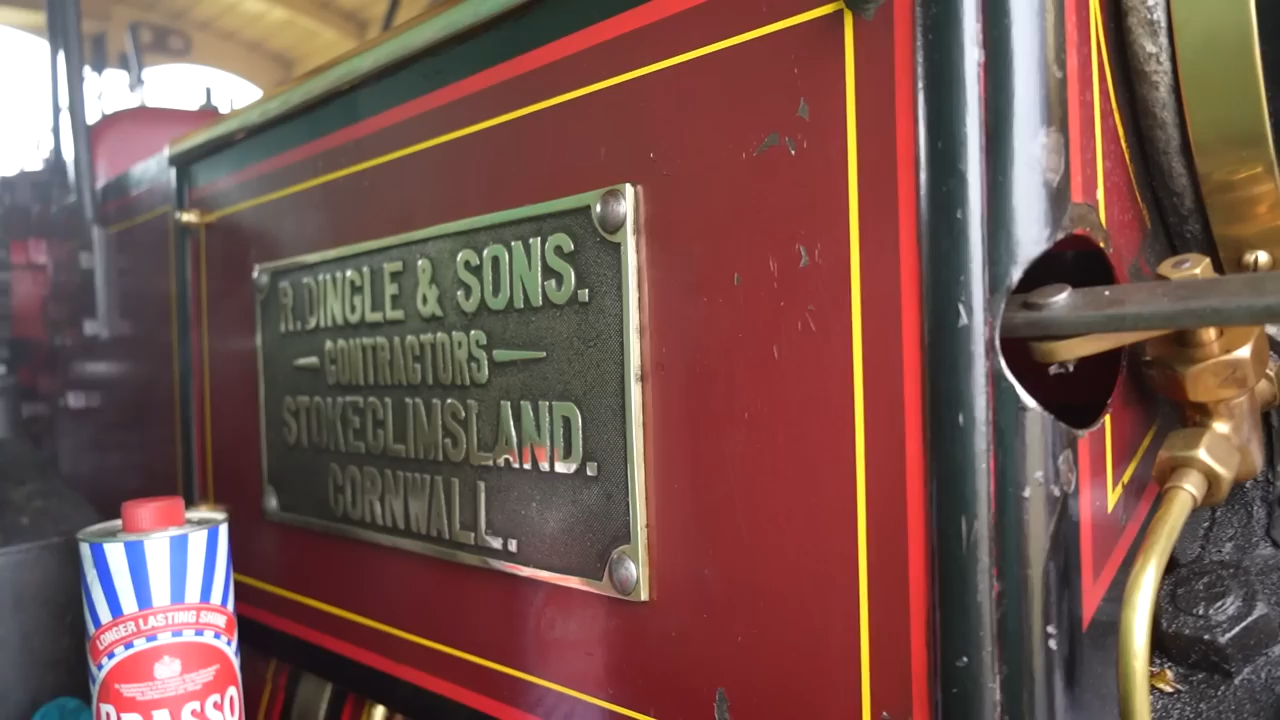 R. DINGLE & SONS.
CONTRACTORS
STOKECLIMSLAND.
CORNWALL.
LONGER LASTING SHINE
BRASSO